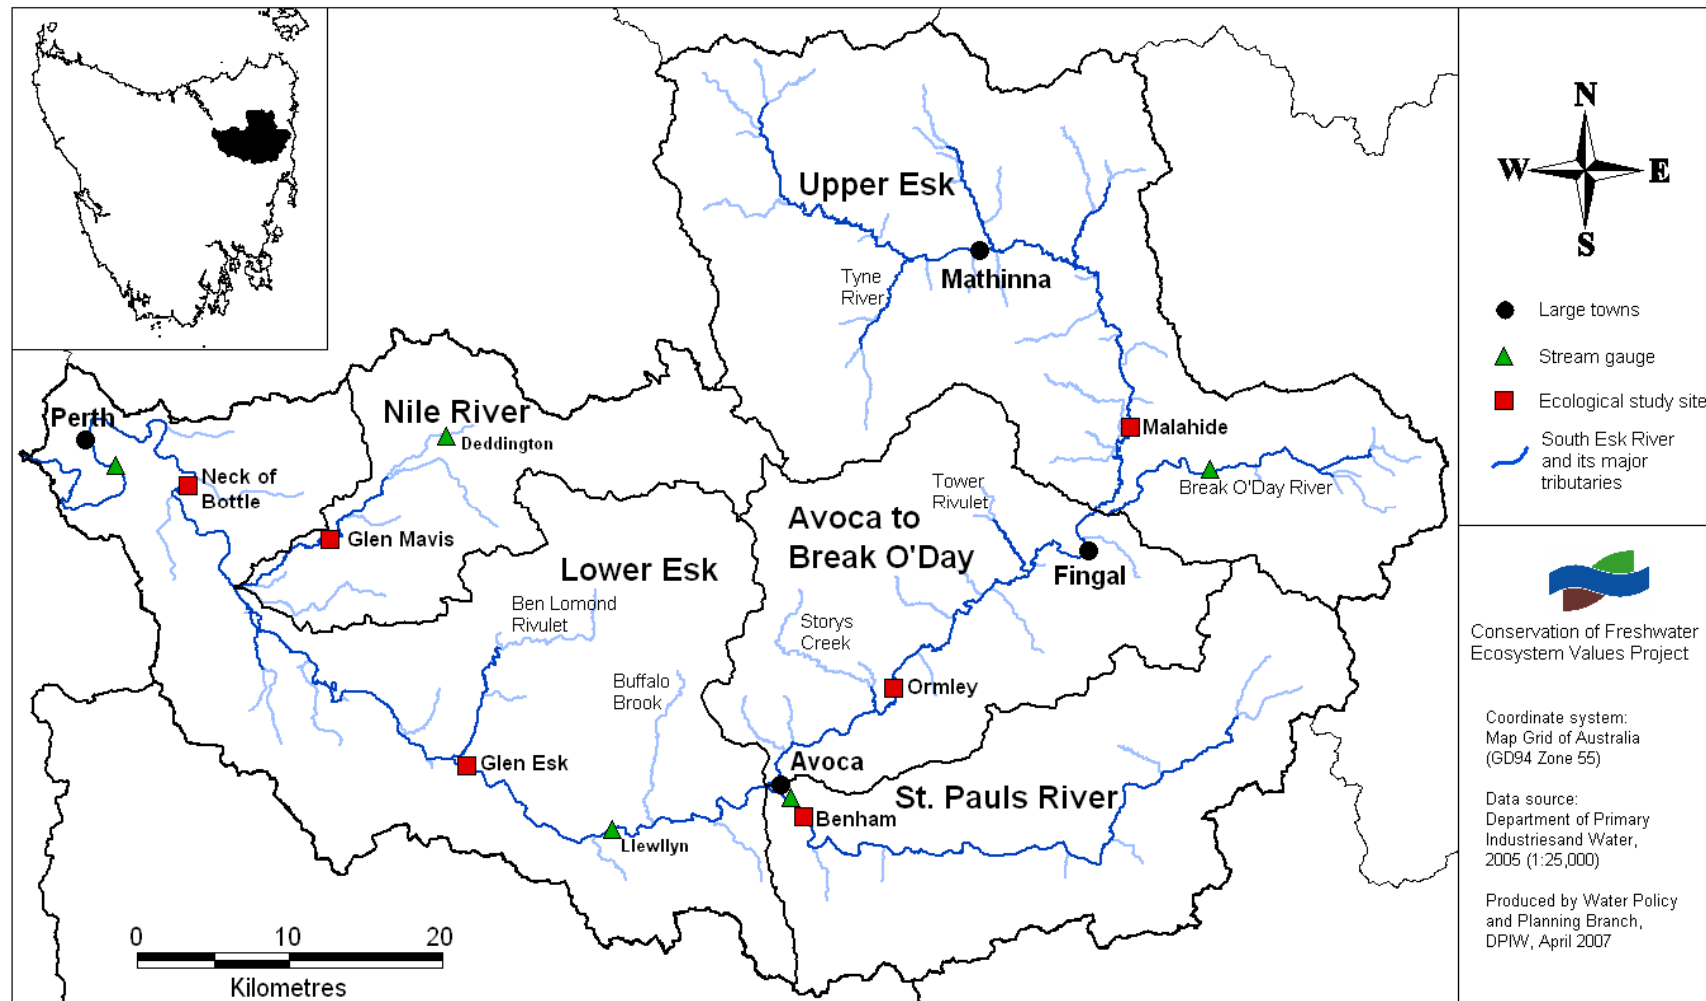 Upper Esk
Tyne
River
Mathinna
Perth
Nile River
Deddington
Neck of
Bottle
Glen Mavis
Malahide
Break O'Day River
Tower
Rivulet
Avoca to
Break O'Day
Fingal
Lower Esk
Ben Lomond
Rivulet
Storys
Creek
Buffalo
Brook
Ormley
Glen Esk
Avoca
St. Pauls River
Benham
Llewllyn
0 10 20
Kilometres
N
W E
S
Large towns
Stream gauge
Ecological study site
South Esk River
and its major
tributaries
Conservation of Freshwater
Ecosystem Values Project
Coordinate system:
Map Grid of Australia
(GD94 Zone 55)
Data source:
Department of Primary
Industriesand Water,
2005 (1:25,000)
Produced by Water Policy
and Planning Branch,
DPIW, April 2007